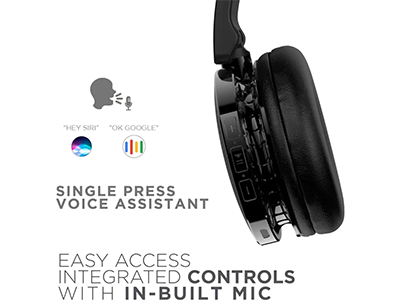 "HEY SIRI" "OK GOOGLE"
SINGLE PRESS
VOICE ASSISTANT
EASY ACCESS
INTEGRATED CONTROLS
WITH IN-BUILT MIC